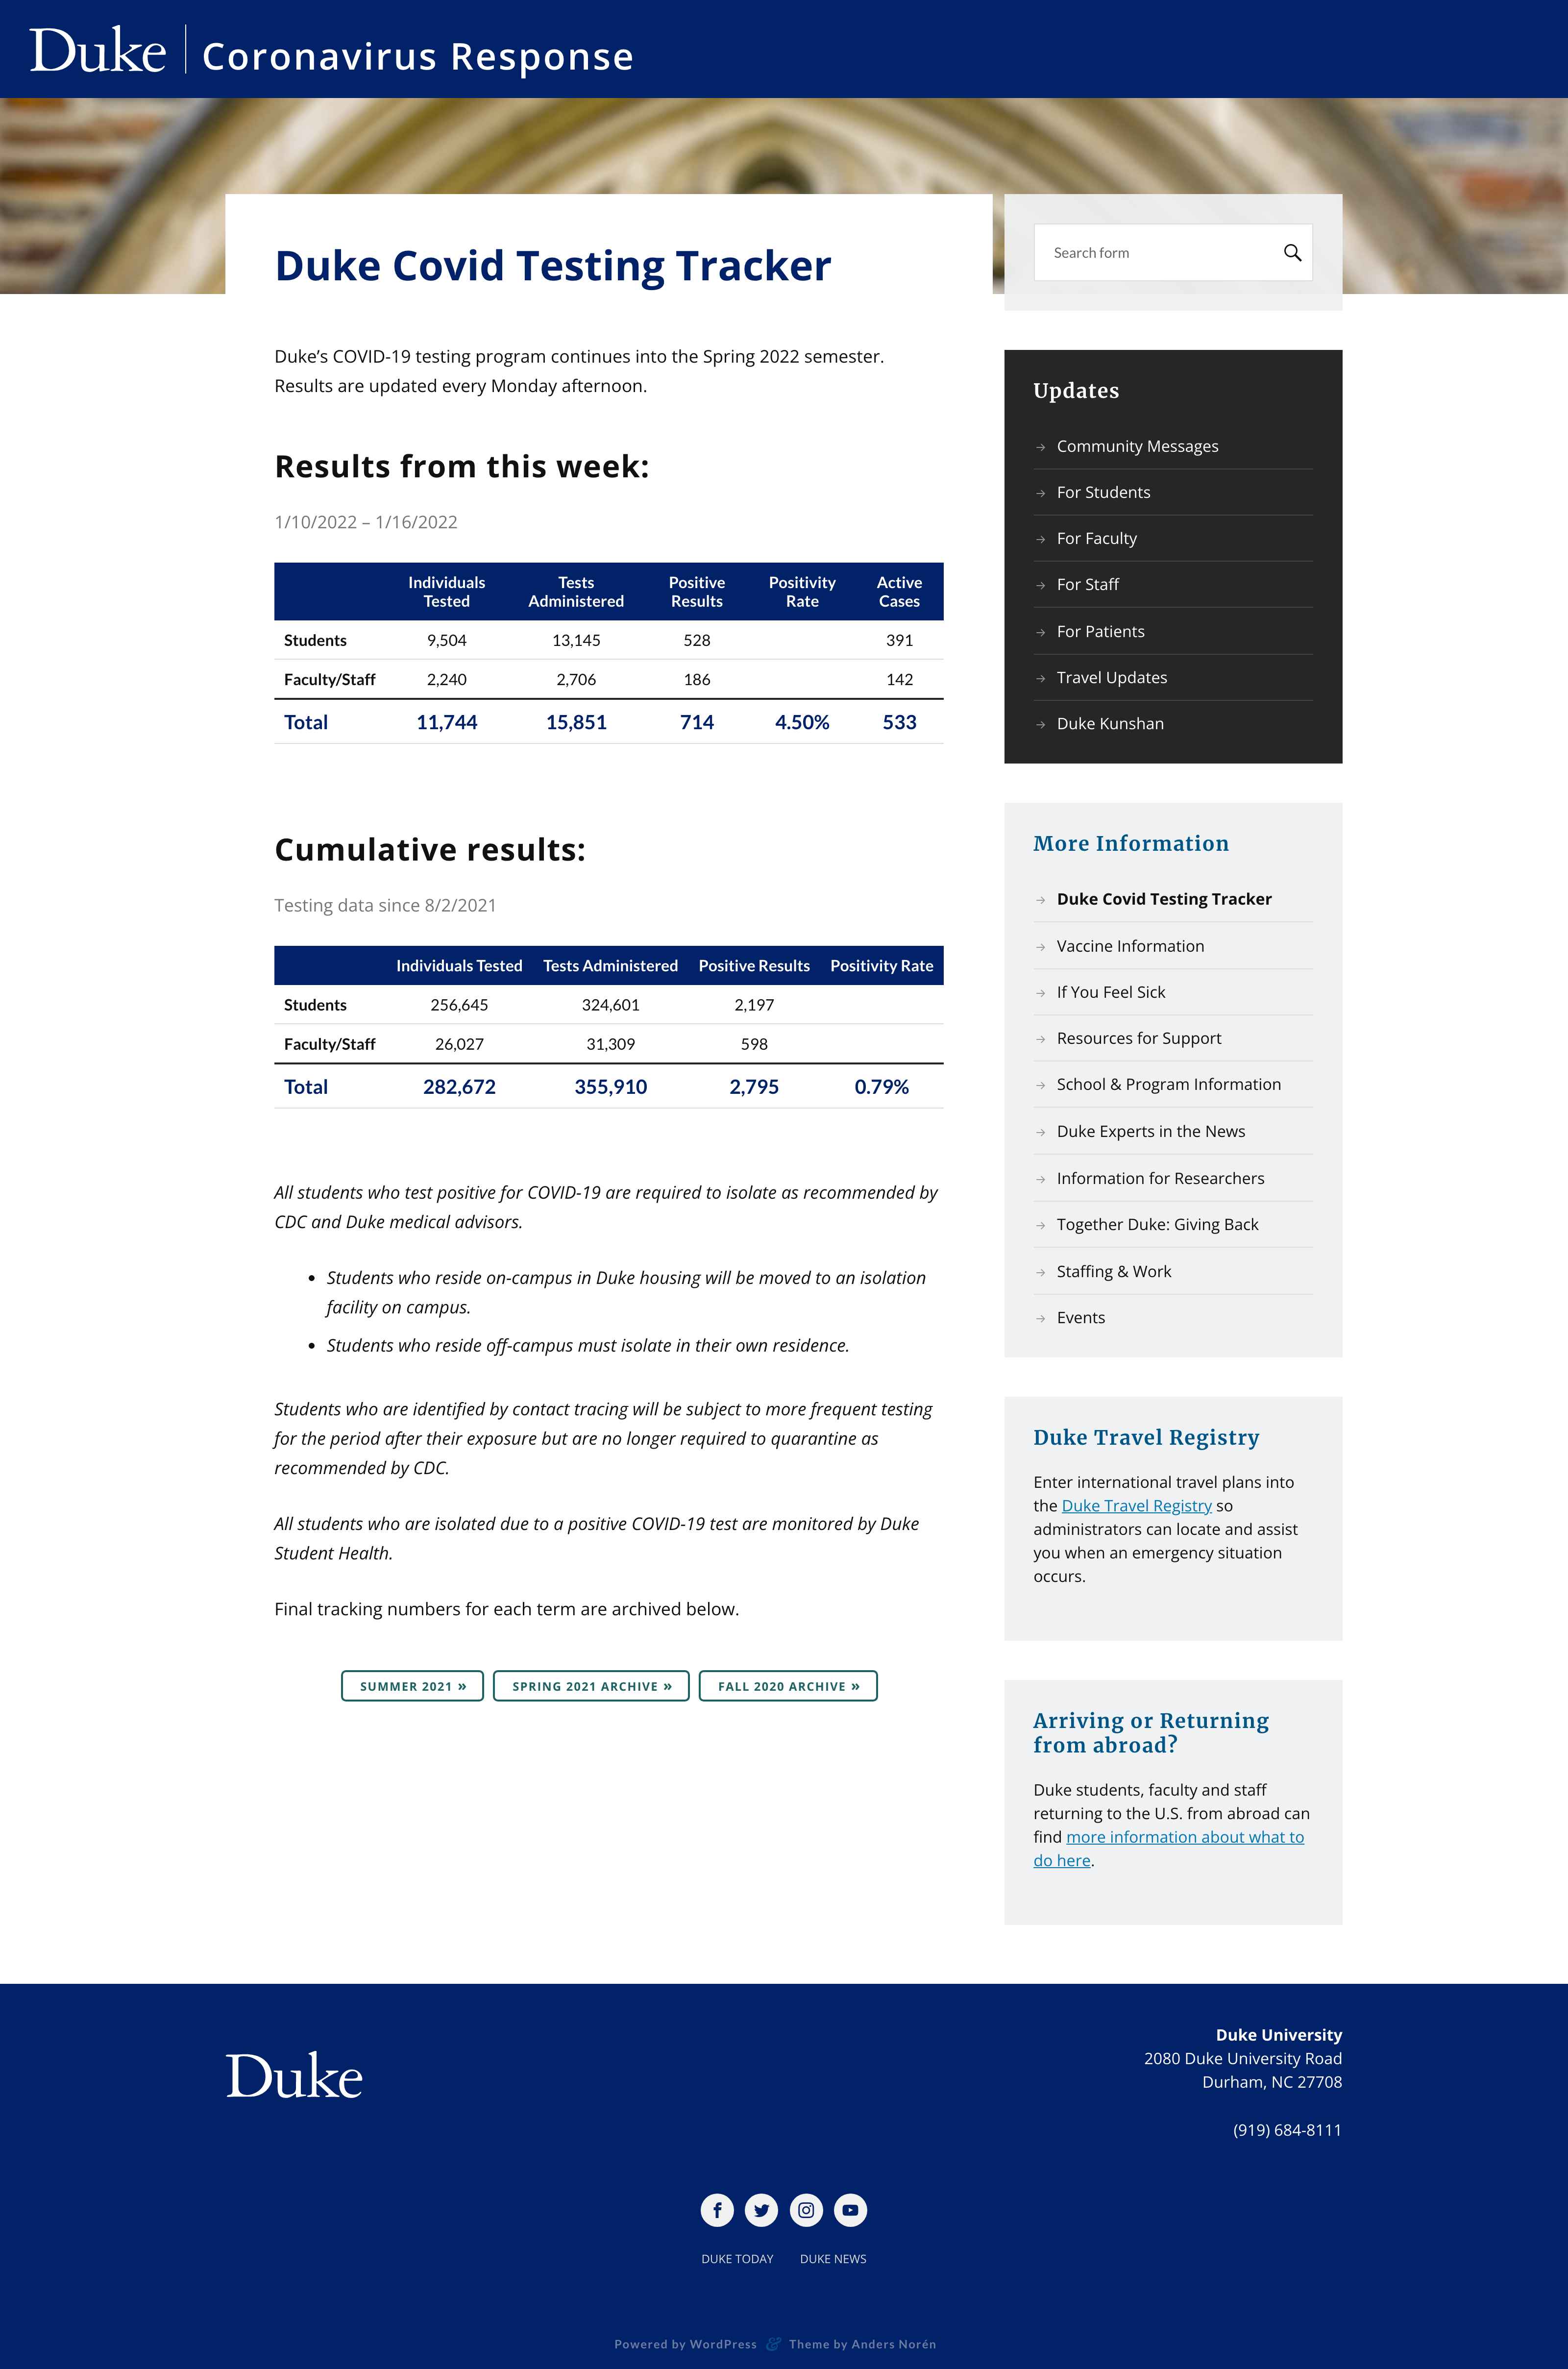 Duke
Coronavirus Response
Duke Covid Testing Tracker
Duke’s COVID-19 testing program continues into the Spring 2022 semester.
Results are updated every Monday afternoon.
Results from this week:
1/10/2022 – 1/16/2022
Individuals Tested Tests Administered Positive Results Positivity Rate Active Cases
Students 9,504 13,145 528 391
Faculty/Staff 2,240 2,706 186 142
Total 11,744 15,851 714 4.50% 533
Cumulative results:
Testing data since 8/2/2021
Individuals Tested Tests Administered Positive Results Positivity Rate
Students 256,645 324,601 2,197
Faculty/Staff 26,027 31,309 598
Total 282,672 355,910 2,795 0.79%
All students who test positive for COVID-19 are required to isolate as recommended by
CDC and Duke medical advisors.
• Students who reside on-campus in Duke housing will be moved to an isolation
facility on campus.
• Students who reside off-campus must isolate in their own residence.
Students who are identified by contact tracing will be subject to more frequent testing
for the period after their exposure but are no longer required to quarantine as
recommended by CDC.
All students who are isolated due to a positive COVID-19 test are monitored by Duke
Student Health.
Final tracking numbers for each term are archived below.
SUMMER 2021 »
SPRING 2021 ARCHIVE »
FALL 2020 ARCHIVE »
Search form
Updates
→ Community Messages
→ For Students
→ For Faculty
→ For Staff
→ For Patients
→ Travel Updates
→ Duke Kunshan
More Information
→ Duke Covid Testing Tracker
→ Vaccine Information
→ If You Feel Sick
→ Resources for Support
→ School & Program Information
→ Duke Experts in the News
→ Information for Researchers
→ Together Duke: Giving Back
→ Staffing & Work
→ Events
Duke Travel Registry
Enter international travel plans into
the Duke Travel Registry so
administrators can locate and assist
you when an emergency situation
occurs.
Arriving or Returning
from abroad?
Duke students, faculty and staff
returning to the U.S. from abroad can
find more information about what to
do here.
Duke
Duke University
2080 Duke University Road
Durham, NC 27708
(919) 684-8111
DUKE TODAY
DUKE NEWS
Powered by WordPress & Theme by Anders Norén